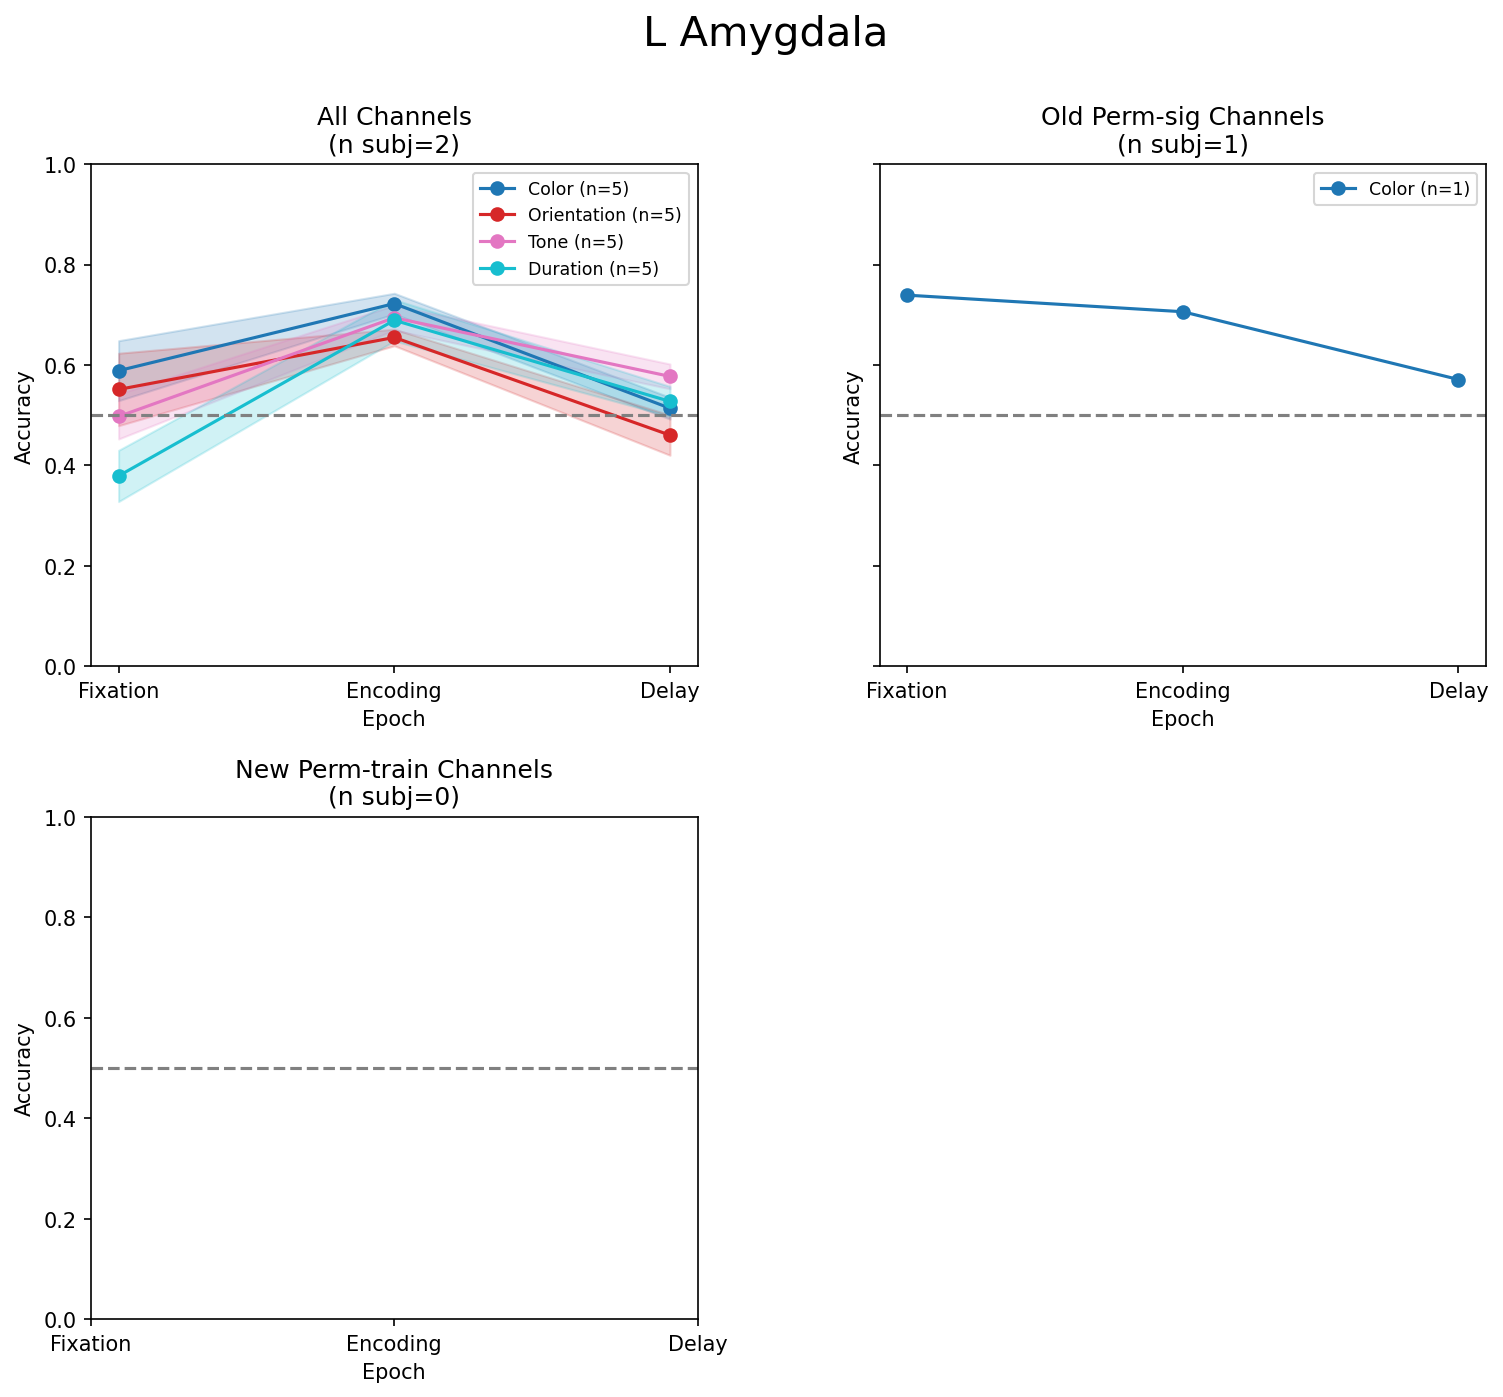 L Amygdala
All Channels
(n subj=2)
1.0
0.8
0.6
0.4
0.2
0.0
Accuracy
Color (n=5)
Orientation (n=5)
Tone (n=5)
Duration (n=5)
Fixation Encoding Delay
Epoch
Old Perm-sig Channels
(n subj=1)
Accuracy
Color (n=1)
Fixation Encoding Delay
Epoch
New Perm-train Channels
(n subj=0)
1.0
0.8
0.6
0.4
0.2
0.0
Accuracy
Fixation Encoding Delay
Epoch